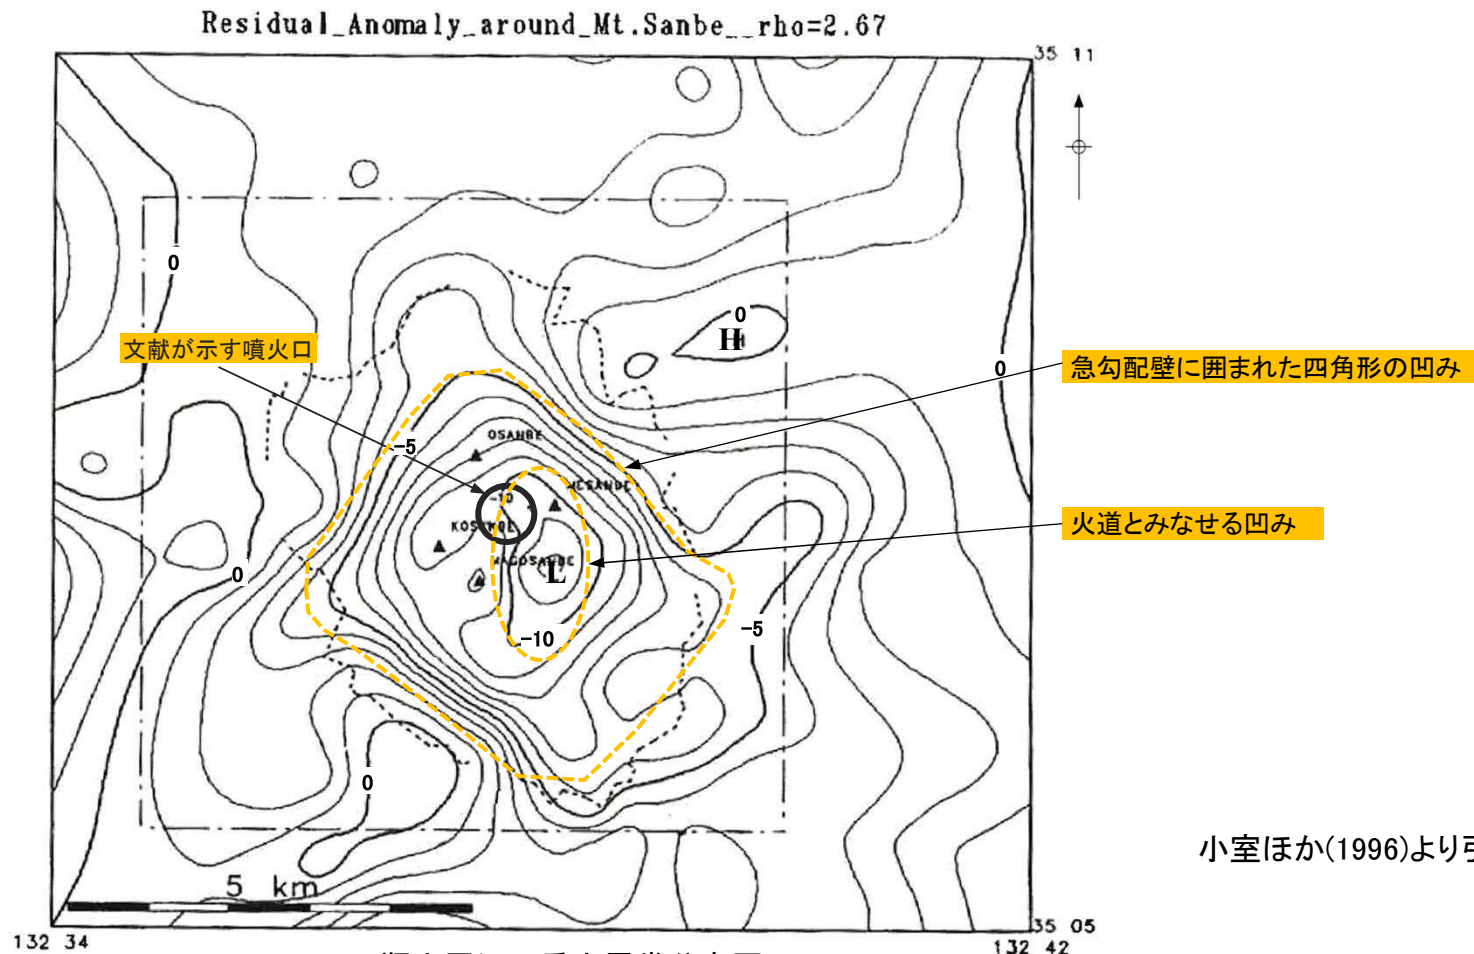 Residual_Anomaly_around_Mt.Sanbe__rho=2.67
35 11
0
0
H
文献が示す噴火口
急勾配壁に囲まれた四角形の凹み
0
OSANBE
-5
-10
火道とみなせる凹み
L
0
-5
-10
0
小室ほか(1996)より
5 km
35 05
132 34
132 42